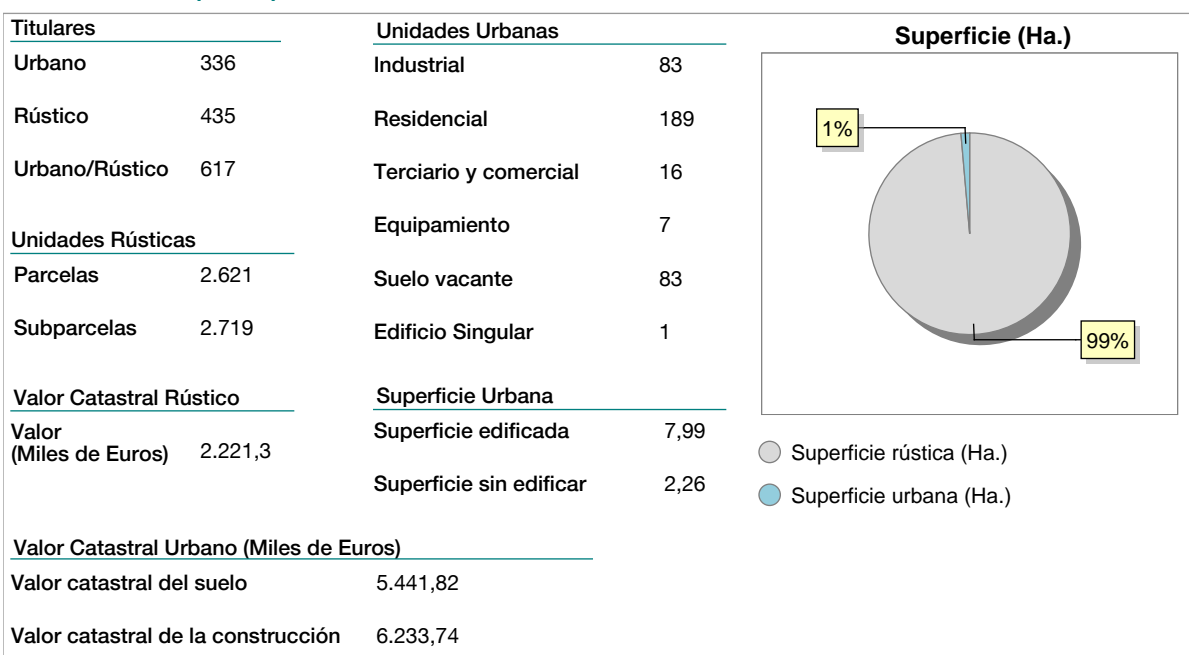 Titulares
Urbano 336
Rústico 435
Urbano/Rústico 617
Unidades Rústicas
Parcelas 2.621
Subparcelas 2.719
Valor Catastral Rústico
Valor
(Miles de Euros) 2.221,3
Unidades Urbanas
Industrial 83
Residencial 189
Terciario y comercial 16
Equipamiento 7
Suelo vacante 83
Edificio Singular 1
Superficie Urbana
Superficie edificada 7,99
Superficie sin edificar 2,26
Valor Catastral Urbano (Miles de Euros)
Valor catastral del suelo 5.441,82
Valor catastral de la construcción 6.233,74
Superficie (Ha.)
1%
99%
Superficie rústica (Ha.)
Superficie urbana (Ha.)